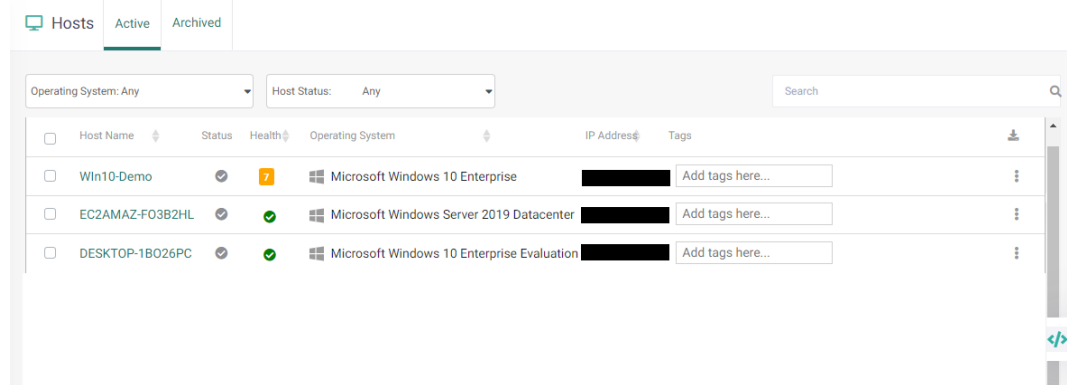 Hosts Active Archived
Operating System: Any Host Status: Any Search
Host Name Status Health Operating System IP Address Tags
WIn10-Demo 7 Microsoft Windows 10 Enterprise Add tags here...
EC2AMAZ-FO3B2HL Microsoft Windows Server 2019 Datacenter Add tags here...
DESKTOP-1BO26PC Microsoft Windows 10 Enterprise Evaluation Add tags here...
</>